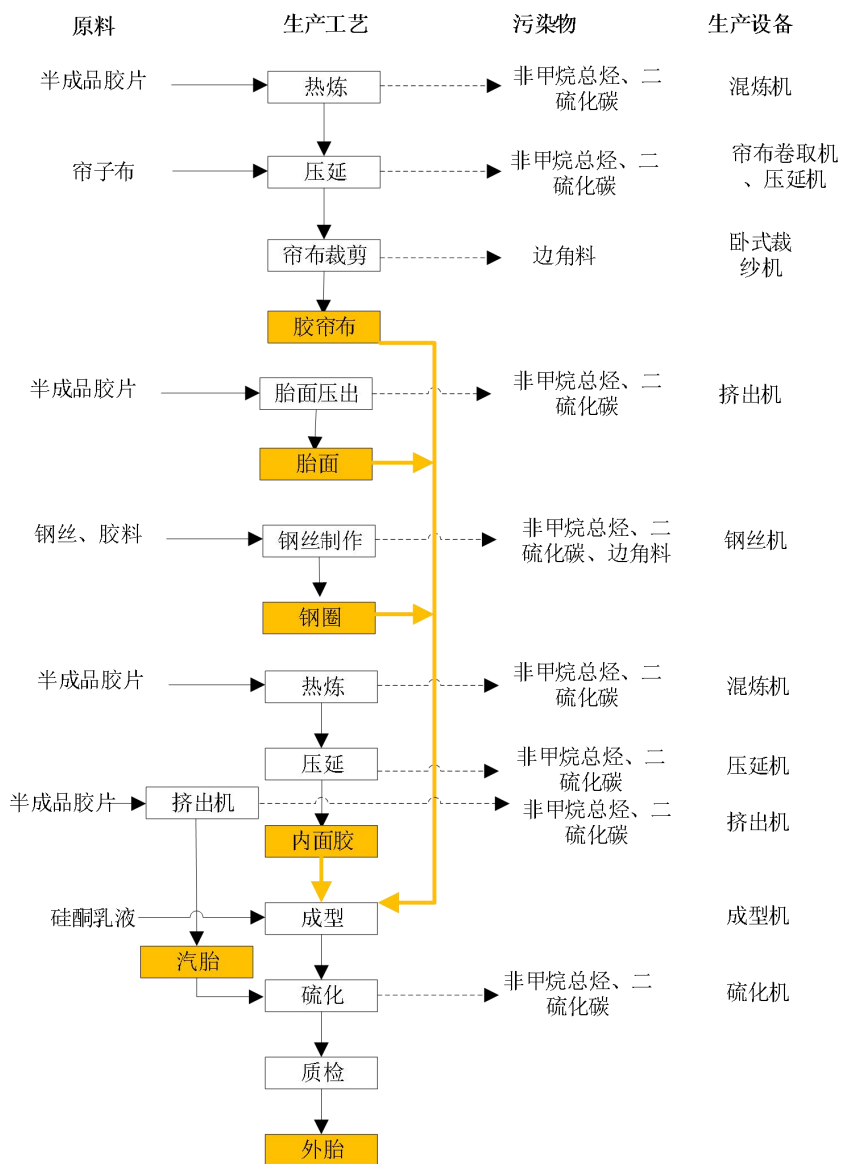 原料 生产工艺 污染物 生产设备
半成品胶片 热炼 非甲烷总烃、二
硫化碳 混炼机
帘子布 压延 非甲烷总烃、二
硫化碳 帘布卷取机
、压延机
帘布裁剪 边角料 卧式裁
纱机
胶帘布
半成品胶片 胎面压出 非甲烷总烃、二
硫化碳 挤出机
胎面
钢丝、胶料 钢丝制作 非甲烷总烃、二
硫化碳、边角料 钢丝机
钢圈
半成品胶片 热炼 非甲烷总烃、二
硫化碳 混炼机
压延 非甲烷总烃、二
硫化碳 压延机
半成品胶片 挤出机 非甲烷总烃、二
硫化碳 挤出机
内面胶
硅酮乳液 成型 成型机
汽胎
硫化 非甲烷总烃、二
硫化碳 硫化机
质检
外胎